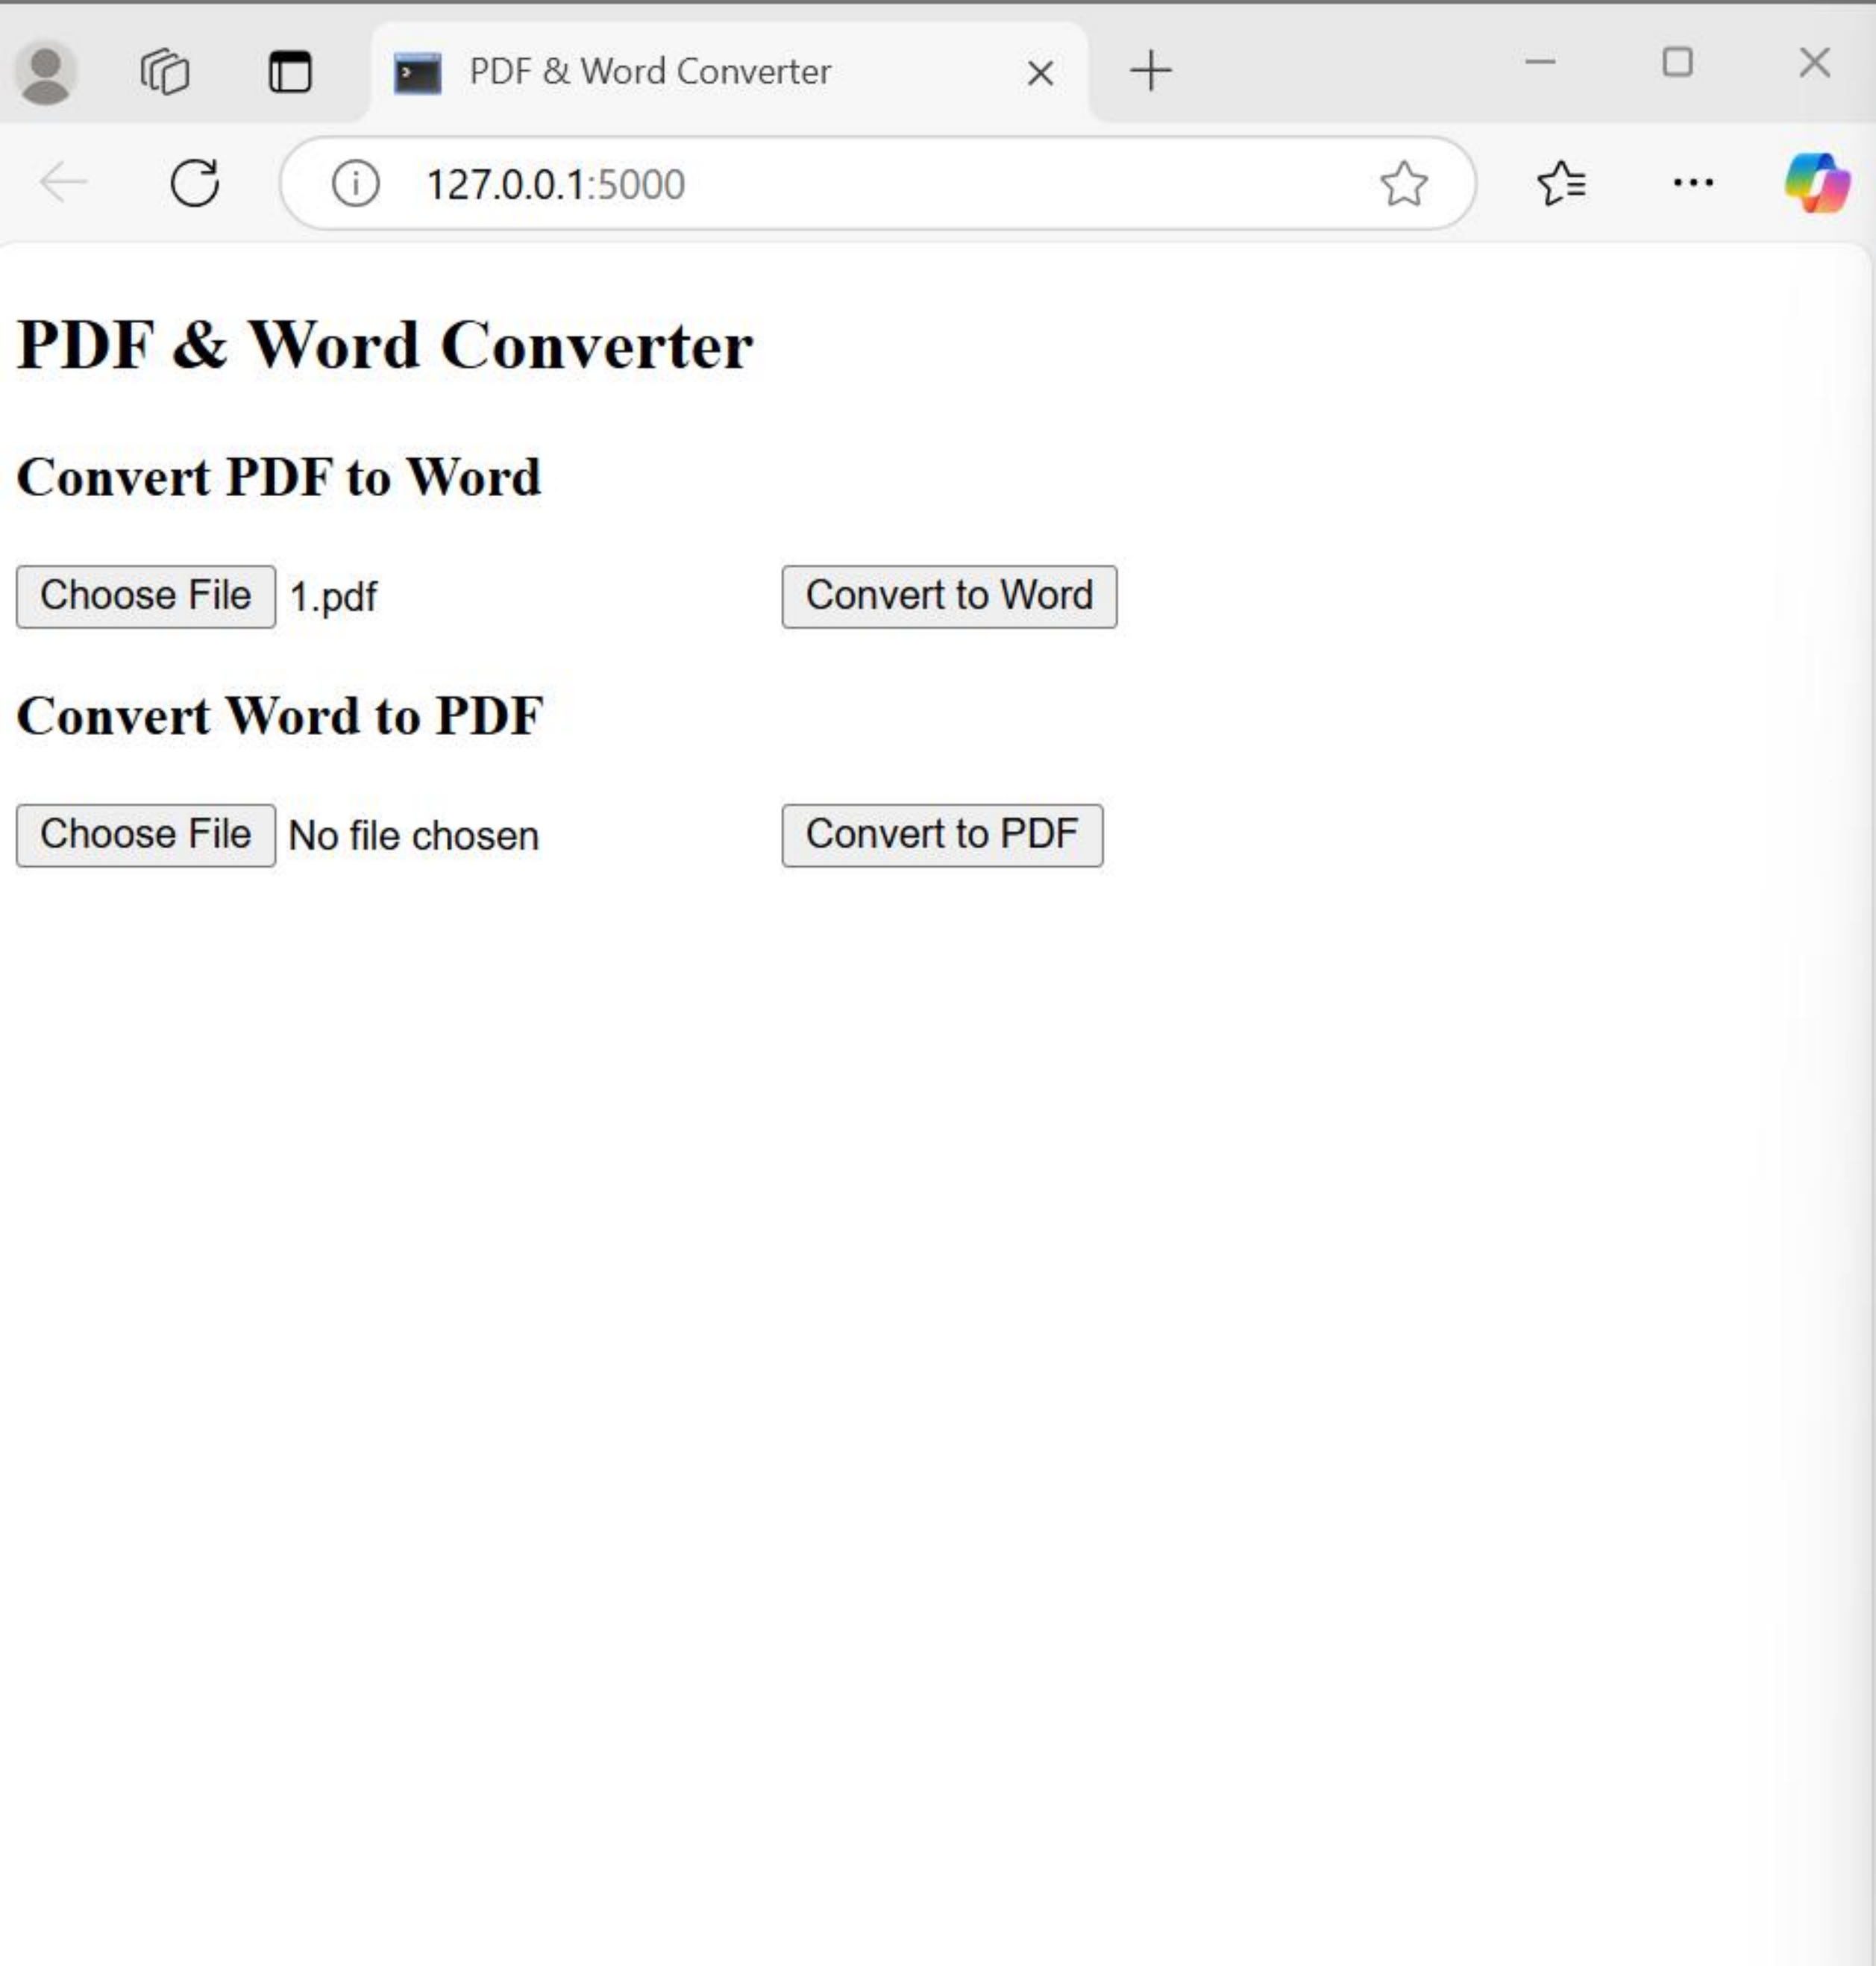 PDF & Word Converter
127.0.0.1:5000
PDF & Word Converter
Convert PDF to Word
Choose File 1.pdf Convert to Word
Convert Word to PDF
Choose File No file chosen Convert to PDF